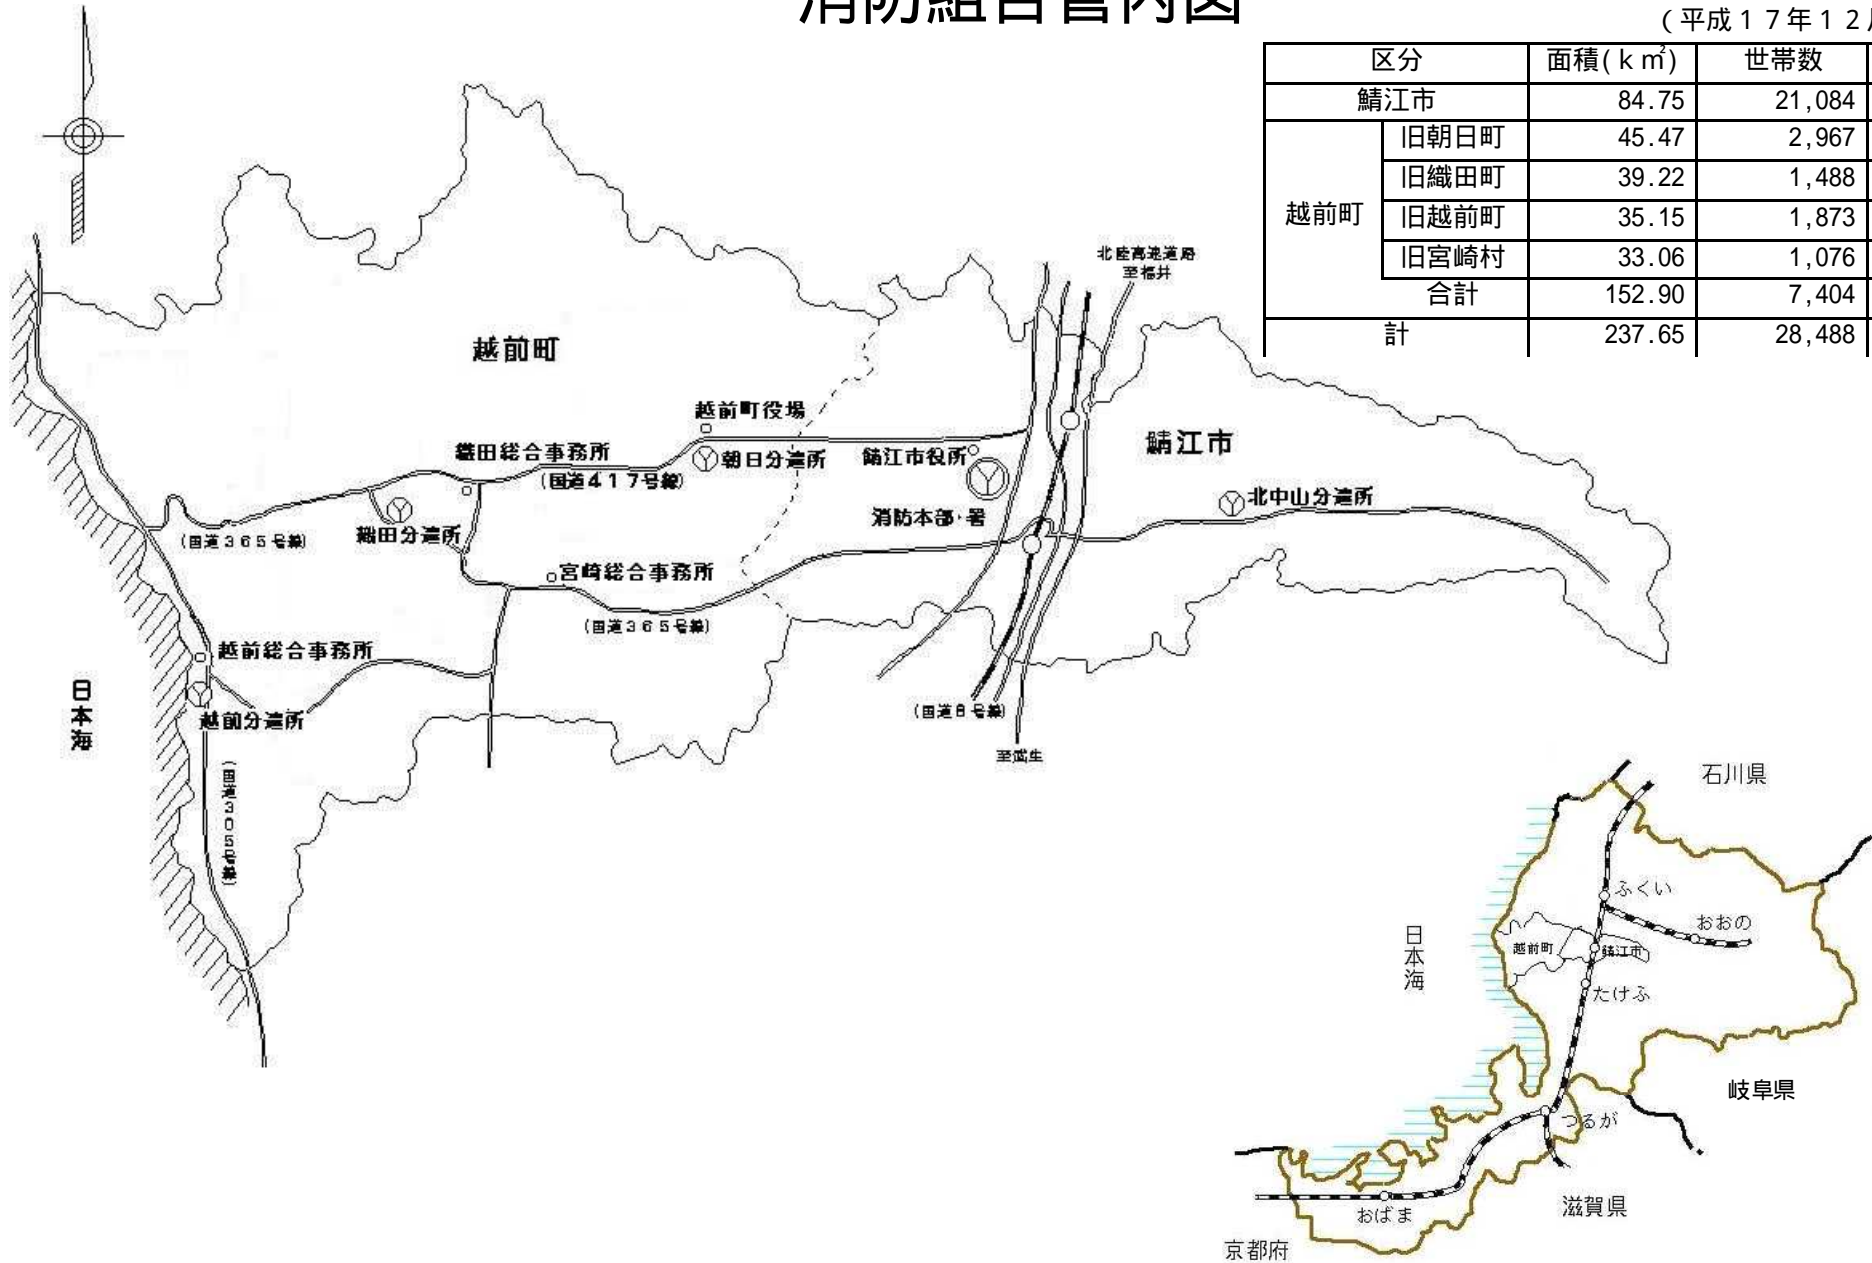 消防組合管内図
(平成１７年１２月
区分 面積(ｋ㎡) 世帯数
鯖江市 84.75 21,084
越前町
旧朝日町 45.47 2,967
旧織田町 39.22 1,488
旧越前町 35.15 1,873
旧宮崎村 33.06 1,076
合計 152.90 7,404
計 237.65 28,488
北陸高速道路
至福井
越前町
越前町役場
織田総合事務所
朝日分遣所
鯖江市役所
鯖江市
(国道４１７号線)
北中山分遣所
消防本部・署
織田分遣所
(国道３６５号線)
宮崎総合事務所
(国道３６５号線)
越前総合事務所
日本海
越前分遣所
(国道８号線)
至武生
(国道３０５号線)
石川県
ふくい
おおの
日本海
越前町
鯖江市
たけふ
岐阜県
つるが
滋賀県
おばま
京都府